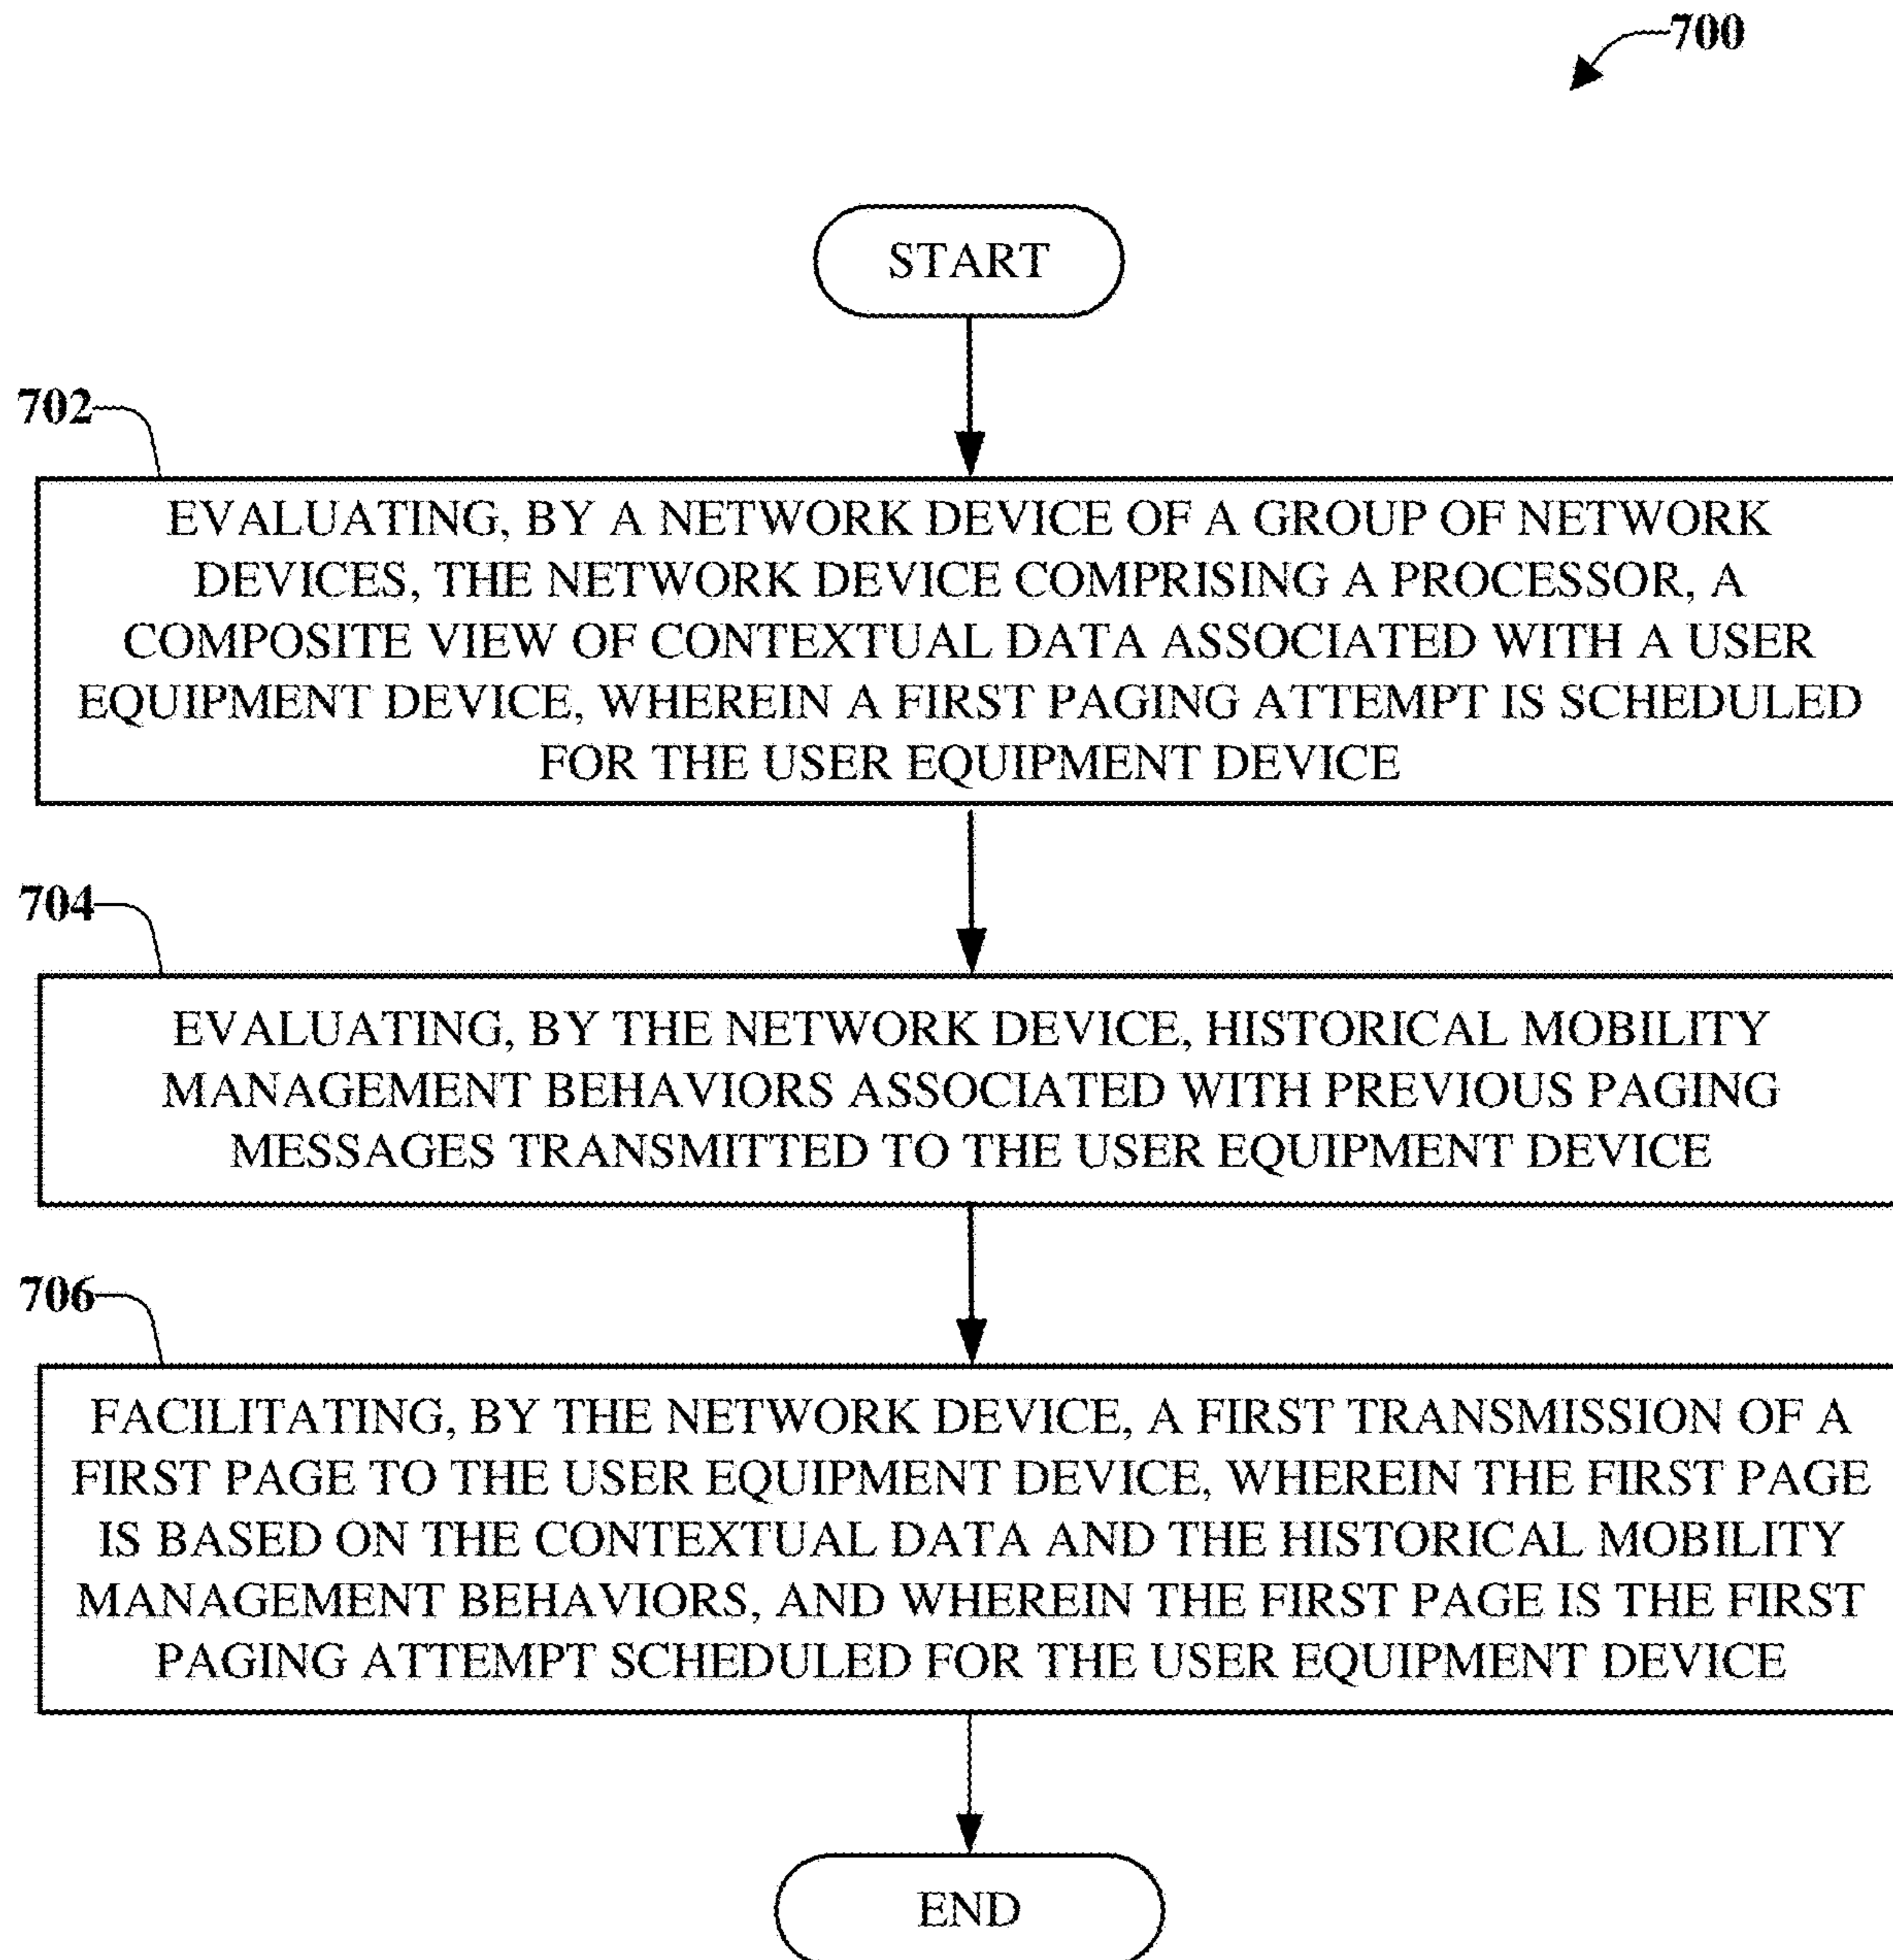 700
START
702
EVALUATING, BY A NETWORK DEVICE OF A GROUP OF NETWORK
DEVICES, THE NETWORK DEVICE COMPRISING A PROCESSOR, A
COMPOSITE VIEW OF CONTEXTUAL DATA ASSOCIATED WITH A USER
EQUIPMENT DEVICE, WHEREIN A FIRST PAGING ATTEMPT IS SCHEDULED
FOR THE USER EQUIPMENT DEVICE
704
EVALUATING, BY THE NETWORK DEVICE, HISTORICAL MOBILITY
MANAGEMENT BEHAVIORS ASSOCIATED WITH PREVIOUS PAGING
MESSAGES TRANSMITTED TO THE USER EQUIPMENT DEVICE
706
FACILITATING, BY THE NETWORK DEVICE, A FIRST TRANSMISSION OF A
FIRST PAGE TO THE USER EQUIPMENT DEVICE, WHEREIN THE FIRST PAGE
IS BASED ON THE CONTEXTUAL DATA AND THE HISTORICAL MOBILITY
MANAGEMENT BEHAVIORS, AND WHEREIN THE FIRST PAGE IS THE FIRST
PAGING ATTEMPT SCHEDULED FOR THE USER EQUIPMENT DEVICE
END